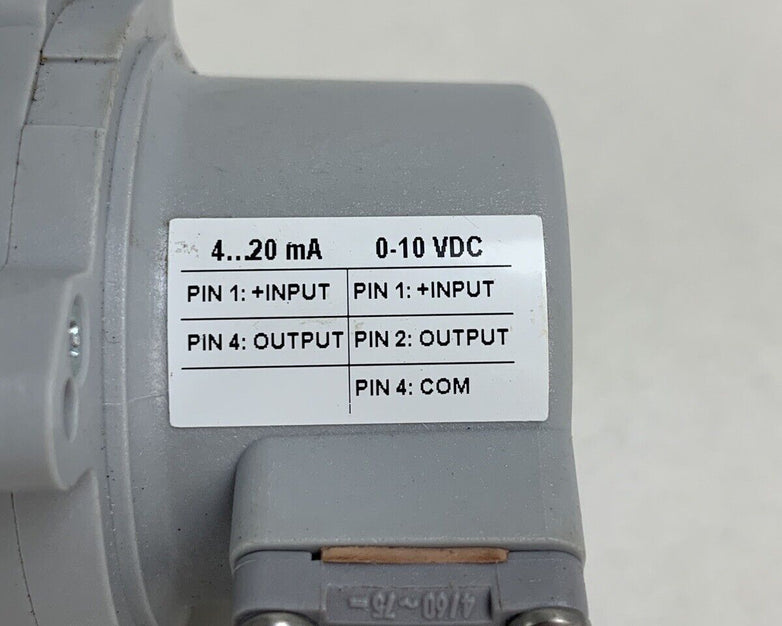 4...20 mA 0-10 VDC
PIN 1: +INPUT PIN 1: +INPUT
PIN 4: OUTPUT PIN 2: OUTPUT
PIN 4: COM